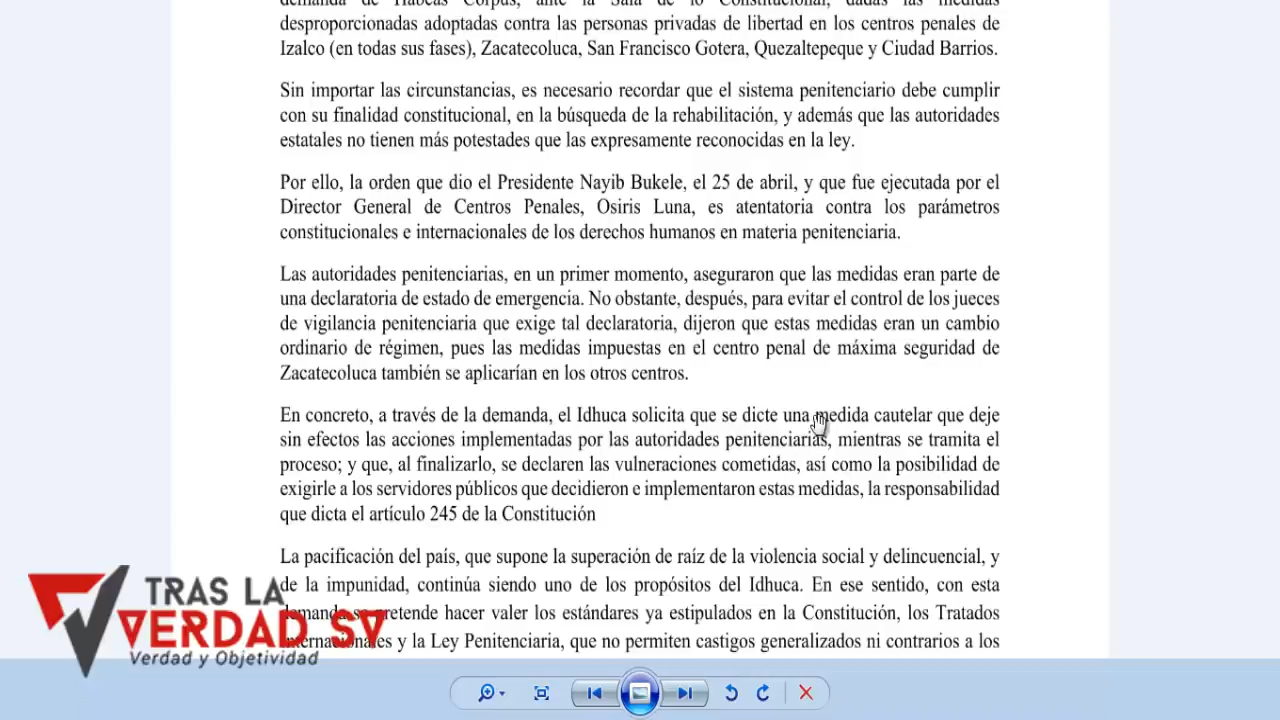 demanda de Hábeas Corpus, ante la Sala de lo Constitucional, dadas las medidas
desproporcionadas adoptadas contra las personas privadas de libertad en los centros penales de
Izalco (en todas sus fases), Zacatecoluca, San Francisco Gotera, Quezaltepeque y Ciudad Barrios.
Sin importar las circunstancias, es necesario recordar que el sistema penitenciario debe cumplir
con su finalidad constitucional, en la búsqueda de la rehabilitación, y además que las autoridades
estatales no tienen más potestades que las expresamente reconocidas en la ley.
Por ello, la orden que dio el Presidente Nayib Bukele, el 25 de abril, y que fue ejecutada por el
Director General de Centros Penales, Osiris Luna, es atentatoria contra los parámetros
constitucionales e internacionales de los derechos humanos en materia penitenciaria.
Las autoridades penitenciarias, en un primer momento, aseguraron que las medidas eran parte de
una declaratoria de estado de emergencia. No obstante, después, para evitar el control de los jueces
de vigilancia penitenciaria que exige tal declaratoria, dijeron que estas medidas eran un cambio
ordinario de régimen, pues las medidas impuestas en el centro penal de máxima seguridad de
Zacatecoluca también se aplicarían en los otros centros.
En concreto, a través de la demanda, el Idhuca solicita que se dicte una medida cautelar que deje
sin efectos las acciones implementadas por las autoridades penitenciarias, mientras se tramita el
proceso; y que, al finalizarlo, se declaren las vulneraciones cometidas, así como la posibilidad de
exigirle a los servidores públicos que decidieron e implementaron estas medidas, la responsabilidad
que dicta el artículo 245 de la Constitución
La pacificación del país, que supone la superación de raíz de la violencia social y delincuencial, y
de la impunidad, continúa siendo uno de los propósitos del Idhuca. En ese sentido, con esta
demanda se pretende hacer valer los estándares ya estipulados en la Constitución, los Tratados
Internacionales y la Ley Penitenciaria, que no permiten castigos generalizados ni contrarios a los
TRAS LA
VERDAD SV
Verdad y Objetividad